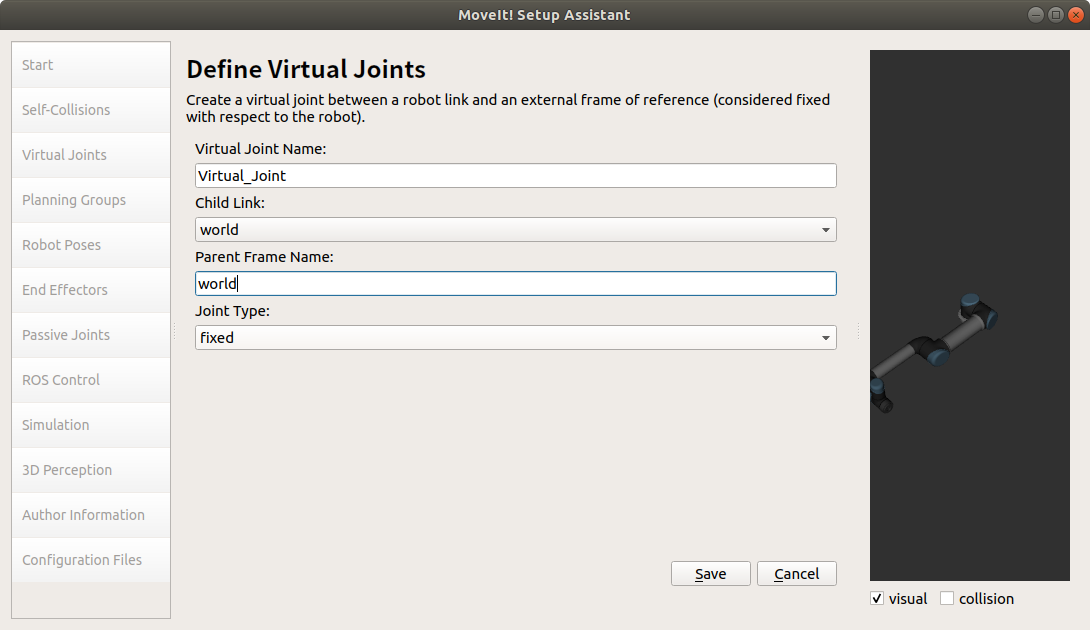 MoveIt! Setup Assistant
Start
Self-Collisions
Virtual Joints
Planning Groups
Robot Poses
End Effectors
Passive Joints
ROS Control
Simulation
3D Perception
Author Information
Configuration Files
Define Virtual Joints
Create a virtual joint between a robot link and an external frame of reference (considered fixed
with respect to the robot).
Virtual Joint Name:
Virtual_Joint
Child Link:
world
Parent Frame Name:
world
Joint Type:
fixed
Save
Cancel
visual
collision